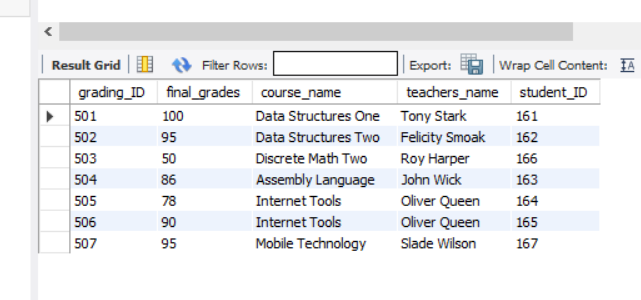 Result Grid Filter Rows: Export: Wrap Cell Content:
grading_ID final_grades course_name teachers_name student_ID
501 100 Data Structures One Tony Stark 161
502 95 Data Structures Two Felicity Smoak 162
503 50 Discrete Math Two Roy Harper 166
504 86 Assembly Language John Wick 163
505 78 Internet Tools Oliver Queen 164
506 90 Internet Tools Oliver Queen 165
507 95 Mobile Technology Slade Wilson 167